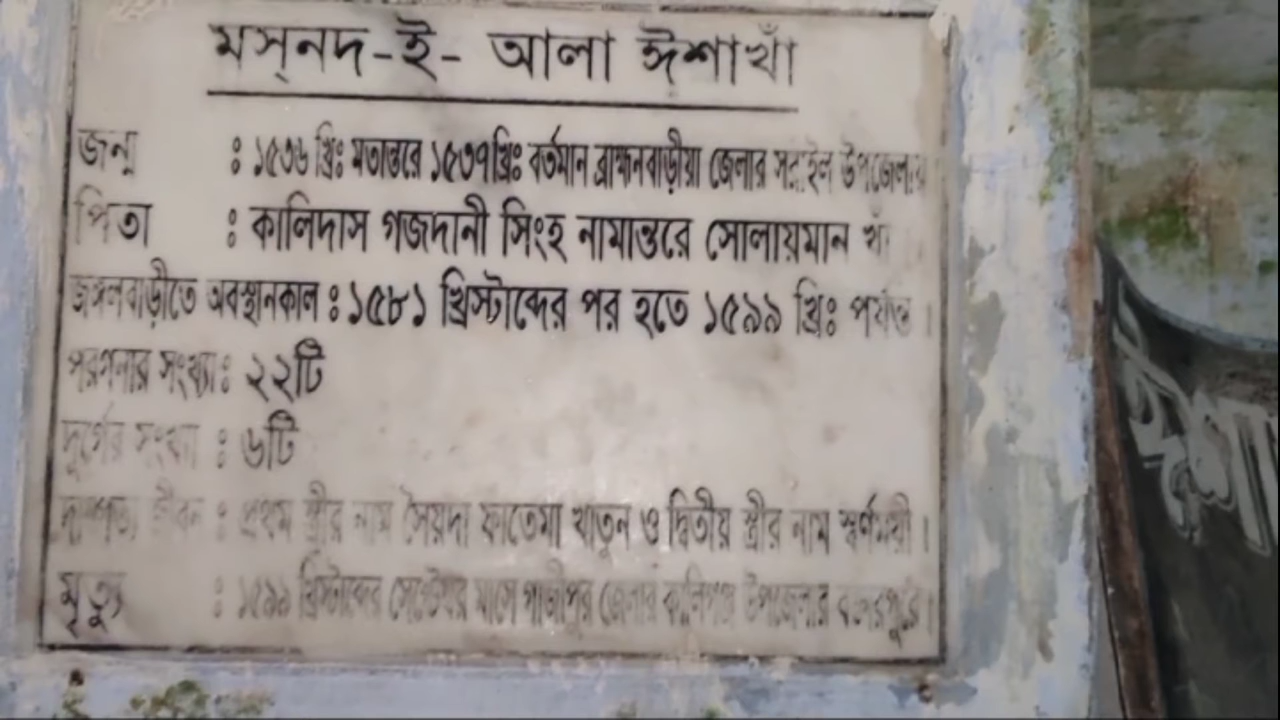 মস্নদ-ই- আলা ঈশাখাঁ
জন্ম : ১৫৩৬ খ্রিঃ মতান্তরে ১৫৩৭খ্রিঃ বর্তমান ব্রাহ্মনবাড়ীয়া জেলার সরাইল উপজেলায়
পিতা : কালিদাস গজদানী সিংহ নামান্তরে সোলায়মান খাঁ
জঙ্গলবাড়ীতে অবস্থানকাল : ১৫৮১ খ্রিস্টাব্দের পর হতে ১৫৯৯ খ্রিঃ পর্যন্ত ।
পরগনার সংখ্যা : ২২টি
দুর্গের সংখ্যা : ৬টি
দাম্পত্য জীবন : প্রথম স্ত্রীর নাম সৈয়দা ফাতেমা খাতুন ও দ্বিতীয় স্ত্রীর নাম স্বর্ণময়ী ।
মৃত্যু : ১৫৯৯ খ্রিস্টাব্দের সেপ্টেম্বর মাসে গাজীপুর জেলার কালিগঞ্জ উপজেলার বক্তারপুরে ।